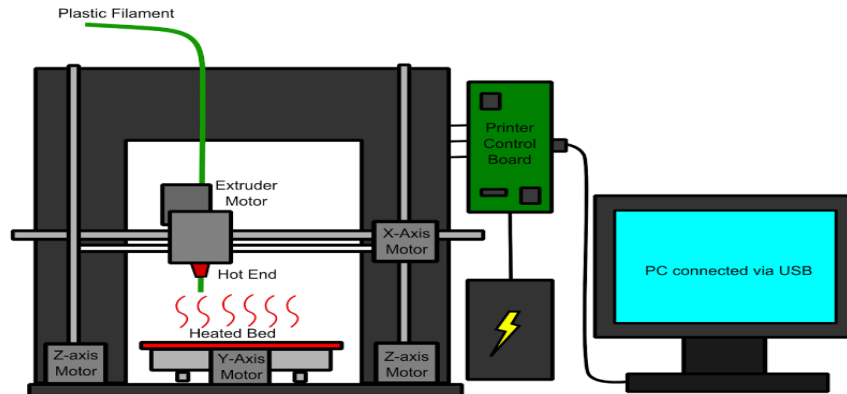 Plastic Filament
Printer
Control
Board
Extruder
Motor
X-Axis
Motor
Hot End
PC connected via USB
Heated Bed
Z-axis
Motor
Y-Axis
Motor
Z-axis
Motor